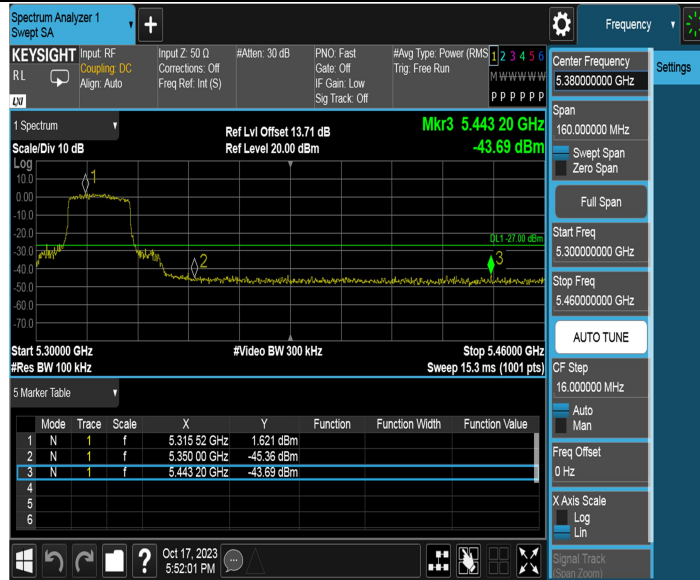 Spectrum Analyzer 1
Swept SA
Frequency
KEYSIGHT
RL
LXI
Input: RF
Coupling: DC
Align: Auto
Input Z: 50 Ω
Corrections: Off
Freq Ref: Int (S)
#Atten: 30 dB
PNO: Fast
Gate: Off
IF Gain: Low
Sig Track: Off
#Avg Type: Power (RMS
Trig: Free Run
1 2 3 4 5 6
M W W W W W
P P P P P P
Center Frequency
5.380000000 GHz
Settings
Span
160.000000 MHz
Swept Span
Zero Span
Full Span
Start Freq
5.300000000 GHz
Stop Freq
5.460000000 GHz
AUTO TUNE
CF Step
16.000000 MHz
Auto
Man
Freq Offset
0 Hz
X Axis Scale
Log
Lin
Signal Track
(Span Zoom)
1 Spectrum
Scale/Div 10 dB
Ref Lvl Offset 13.71 dB
Ref Level 20.00 dBm
Mkr3 5.443 20 GHz
-43.69 dBm
Log
10.0
0.00
-10.0
-20.0
-30.0
-40.0
-50.0
-60.0
-70.0
1
2
3
DL1 -27.00 dBm
Start 5.30000 GHz
#Res BW 100 kHz
#Video BW 300 kHz
Stop 5.46000 GHz
Sweep 15.3 ms (1001 pts)
5 Marker Table
Mode Trace Scale X Y Function Function Width Function Value
1 N 1 f 5.315 52 GHz 1.621 dBm
2 N 1 f 5.350 00 GHz -45.36 dBm
3 N 1 f 5.443 20 GHz -43.69 dBm
4
5
6
?
Oct 17, 2023
5:52:01 PM